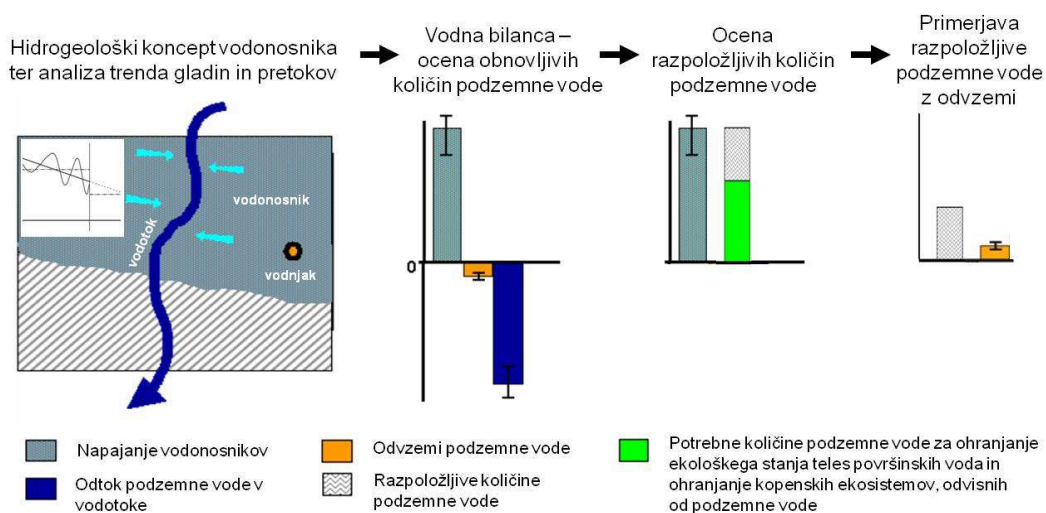 Hidrogeološki koncept vodonosnika
ter analiza trenda gladin in pretokov
Vodna bilanca –
ocena obnovljivih
količin podzemne vode
Ocena
razpoložljivih količin
podzemne vode
Primerjava
razpoložljive
podzemne vode
z odvzemi
vodonosnik
vodotok
vodnjak
0
Napajanje vodonosnikov
Odtok podzemne vode v
vodotoke
Odvzemi podzemne vode
Razpoložljive količine
podzemne vode
Potrebne količine podzemne vode za ohranjanje
ekološkega stanja teles površinskih voda in
ohranjanje kopenskih ekosistemov, odvisnih
od podzemne vode